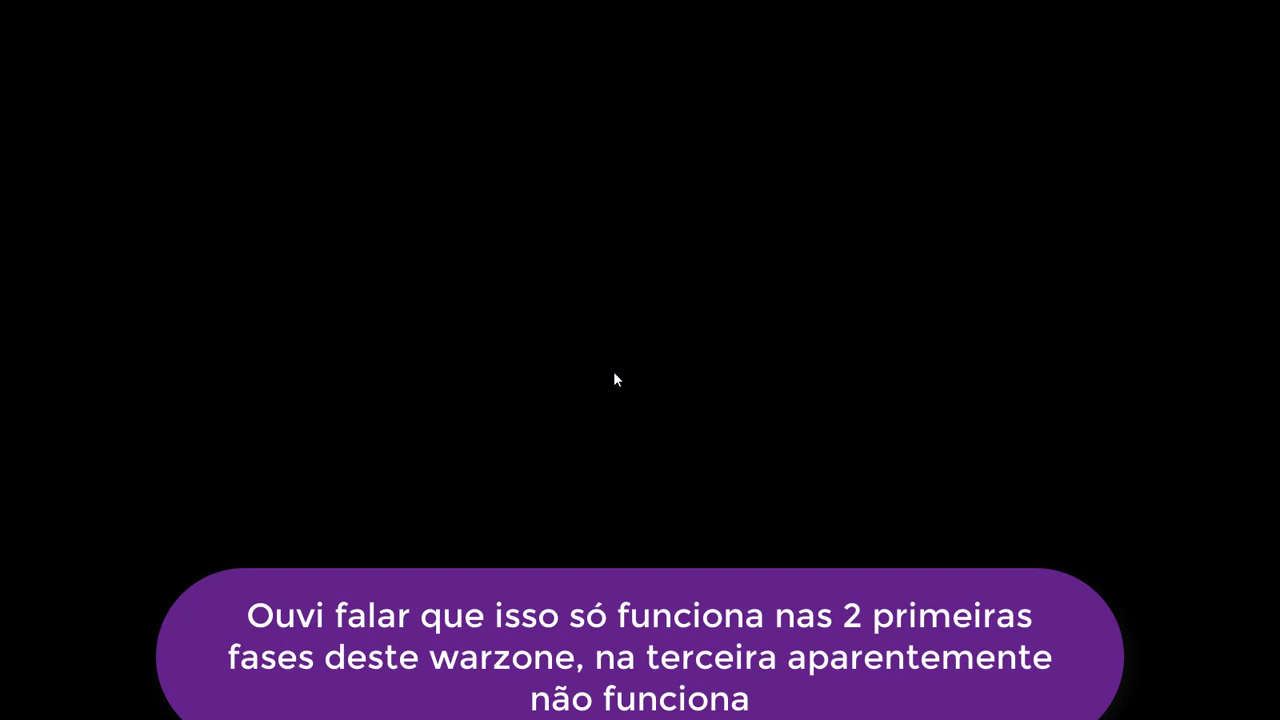 Ouvi falar que isso só funciona nas 2 primeiras
fases deste warzone, na terceira aparentemente
não funciona